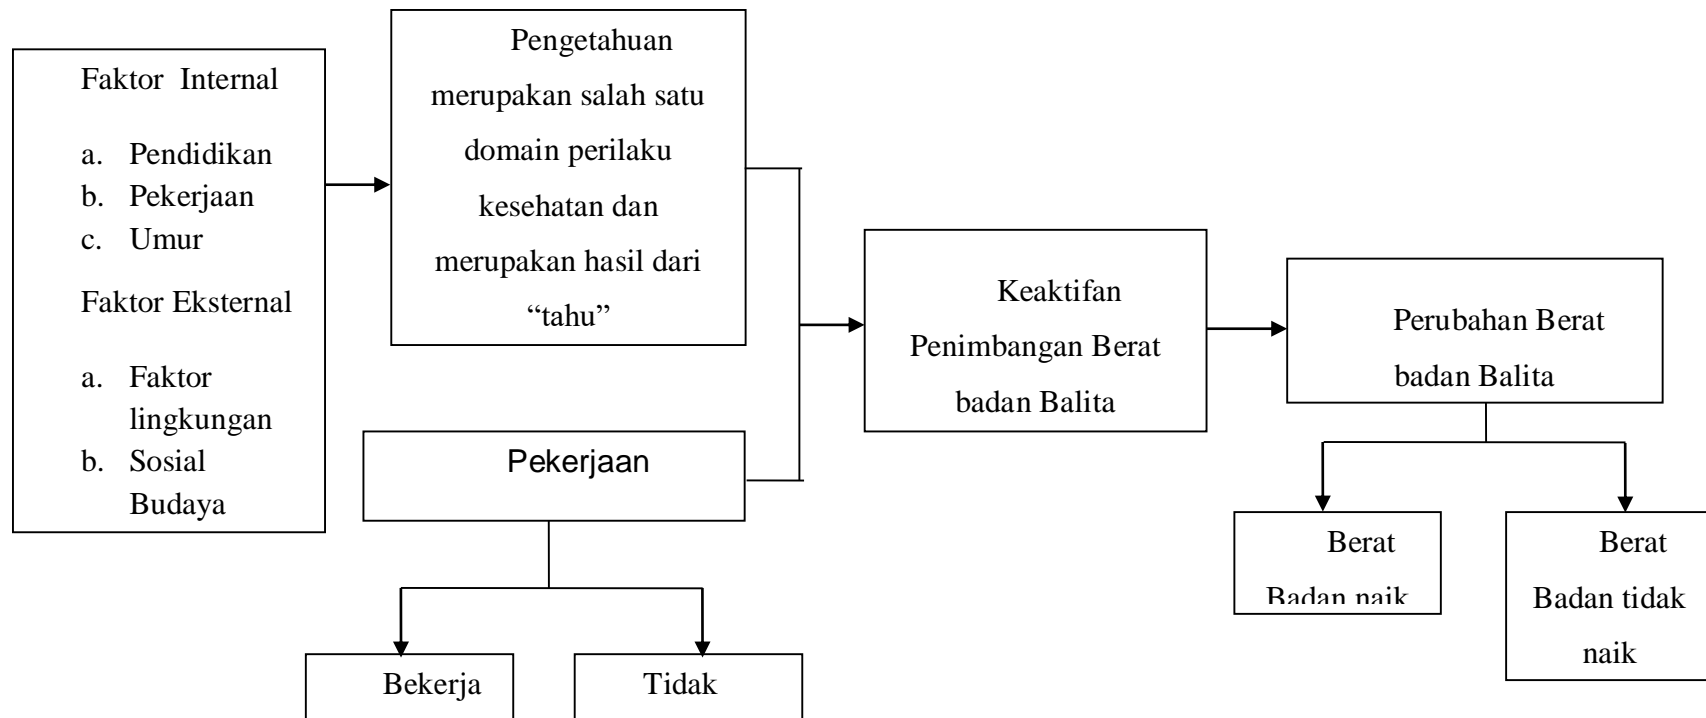 Faktor Internal
a. Pendidikan
b. Pekerjaan
c. Umur
Faktor Eksternal
a. Faktor
lingkungan
b. Sosial
Budaya
Pengetahuan
merupakan salah satu
domain perilaku
kesehatan dan
merupakan hasil dari
“tahu”
Pekerjaan
Bekerja
Tidak
Keaktifan
Penimbangan Berat
badan Balita
Perubahan Berat
badan Balita
Berat
Badan naik
Berat
Badan tidak
naik